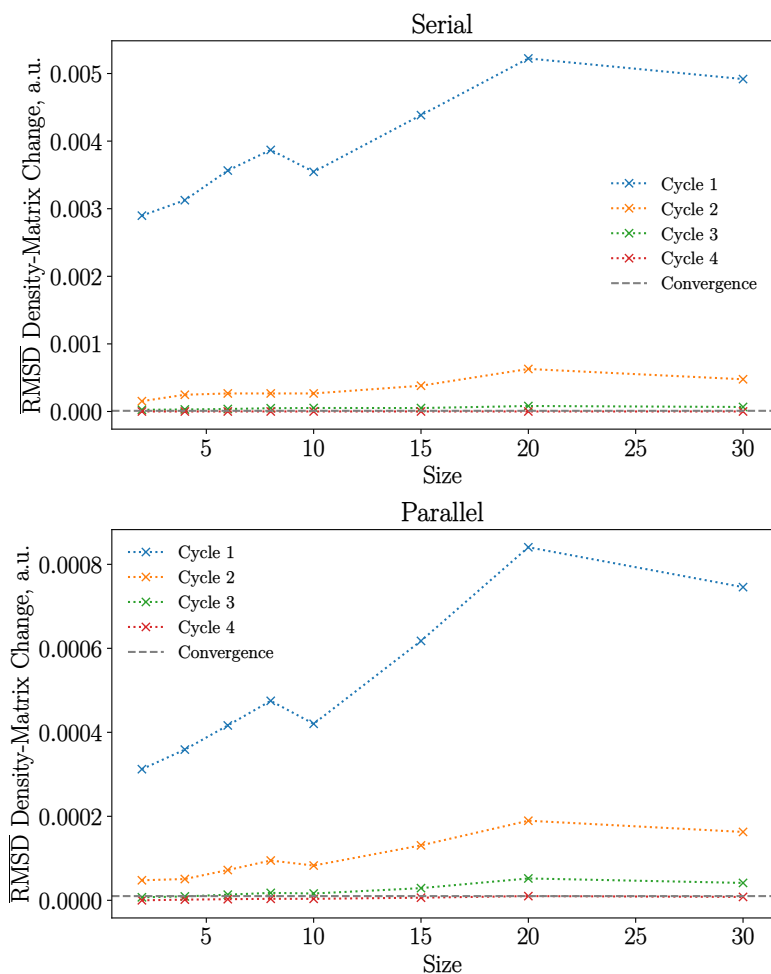 Serial
RMSD Density-Matrix Change, a.u.
0.005
0.004
0.003
0.002
0.001
0.000
Cycle 1
Cycle 2
Cycle 3
Cycle 4
Convergence
5
10
15
20
25
30
Size
Parallel
RMSD Density-Matrix Change, a.u.
0.0008
0.0006
0.0004
0.0002
0.0000
Cycle 1
Cycle 2
Cycle 3
Cycle 4
Convergence
5
10
15
20
25
30
Size